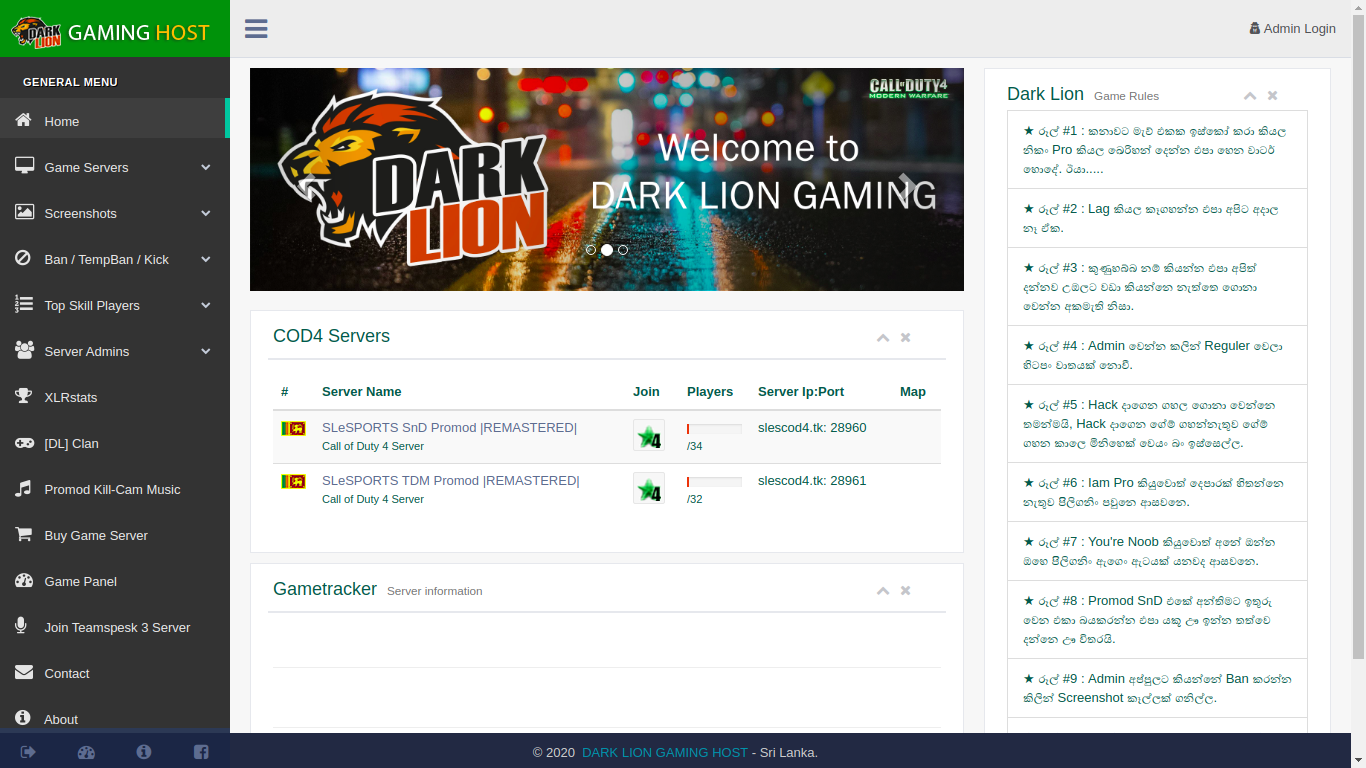 DARK LION GAMING HOST
Admin Login
GENERAL MENU
Home
Game Servers
Screenshots
Ban / TempBan / Kick
Top Skill Players
Server Admins
XLRstats
[DL] Clan
Promod Kill-Cam Music
Buy Game Server
Game Panel
Join Teamspesk 3 Server
Contact
About
CALL OF DUTY 4
MODERN WARFARE
DARK
LION
Welcome to
DARK LION GAMING
COD4 Servers
# Server Name Join Players Server Ip:Port Map
SLeSPORTS SnD Promod |REMASTERED| slescod4.tk: 28960
Call of Duty 4 Server /34
SLeSPORTS TDM Promod |REMASTERED| slescod4.tk: 28961
Call of Duty 4 Server /32
Gametracker Server information
Dark Lion Game Rules
★ රූල් #1 : කනාවට මැච් එකක ඉස්කෝ කරා කියල
නිකං Pro කියල බෙරිහන් දෙන්න එපා හෙන වාටර්
හොදේ. ඊයා.....
★ රූල් #2 : Lag කියල කෑගහන්න එපා අපිට අදාල
නෑ ඒක.
★ රූල් #3 : කුණුහබ්බ නම් කියන්න එපා අපිත්
දන්නව උඹලට වඩා කියන්නෙ නැත්තෙ ගොනා
වෙන්න අකමැති නිසා.
★ රූල් #4 : Admin වෙන්න කලින් Reguler වෙලා
හිටපං වාතයක් නොවී.
★ රූල් #5 : Hack දාගෙන ගහල ගොනා වෙන්නෙ
තමන්මයි, Hack දාගෙන ගේම් ගහන්නැතුව ගේම්
ගහන කාලෙ මිනිහෙක් වෙයං බං ඉස්සෙල්ල.
★ රූල් #6 : Iam Pro කියුවොත් දෙපාරක් හිතන්නෙ
නැතුව පිලිගනිං පවුනෙ ආසවනෙ.
★ රූල් #7 : You're Noob කියුවොත් අනේ ඔන්න
ඔහෙ පිලිගනිං ඇගෙං ඇටයක් යනවද ආසවනෙ.
★ රූල් #8 : Promod SnD එකේ අන්තිමට ඉතුරු
වෙන එකා බයකරන්න එපා යකූ ඌ ඉන්න තත්වෙ
දන්නෙ ඌ විතරයි.
★ රූල් #9 : Admin අප්පුලට කියන්නේ Ban කරන්න
කිලින් Screenshot කෑල්ලක් ගනිල්ල.
© 2020 DARK LION GAMING HOST - Sri Lanka.